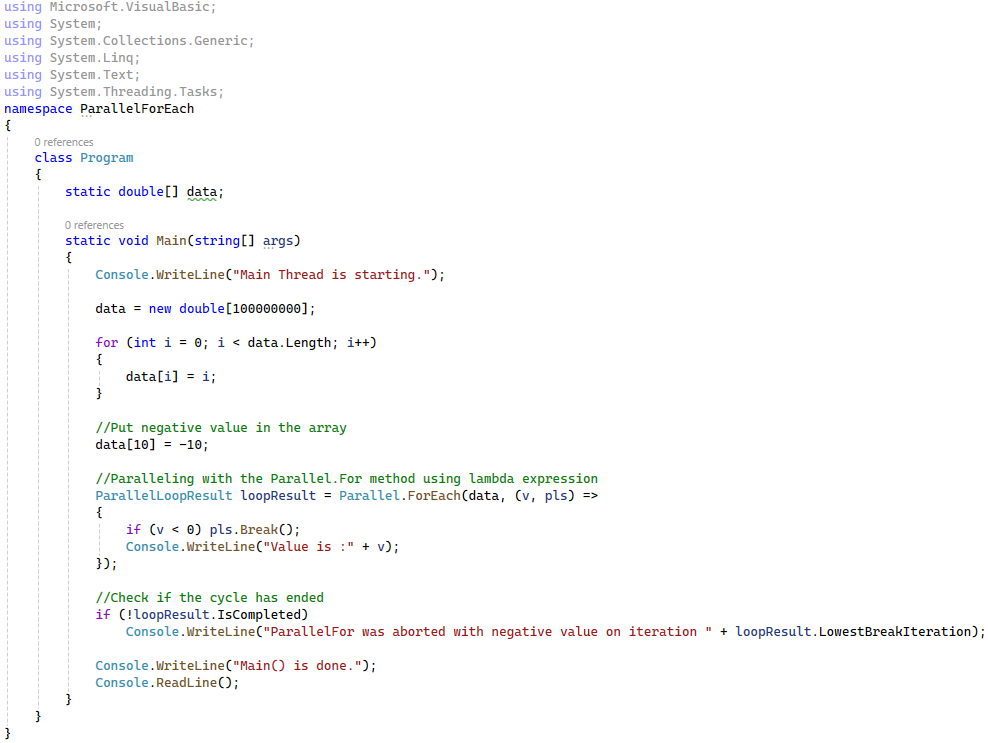 using Microsoft.VisualBasic;
using System;
using System.Collections.Generic;
using System.Linq;
using System.Text;
using System.Threading.Tasks;
namespace ParallelForEach
{
0 references
class Program
{
static double[] data;
0 references
static void Main(string[] args)
{
Console.WriteLine("Main Thread is starting.");
data = new double[100000000];
for (int i = 0; i < data.Length; i++)
{
data[i] = i;
}
//Put negative value in the array
data[10] = -10;
//Paralleling with the Parallel.For method using lambda expression
ParallelLoopResult loopResult = Parallel.ForEach(data, (v, pls) =>
{
if (v < 0) pls.Break();
Console.WriteLine("Value is :" + v);
});
//Check if the cycle has ended
if (!loopResult.IsCompleted)
Console.WriteLine("ParallelFor was aborted with negative value on iteration " + loopResult.LowestBreakIteration);
Console.WriteLine("Main() is done.");
Console.ReadLine();
}
}
}